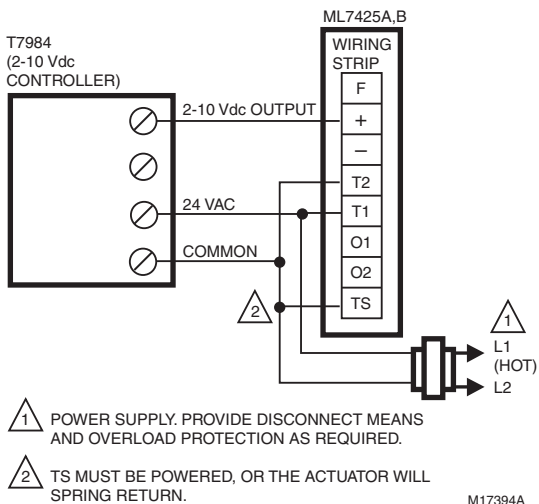 ML7425A,B
T7984
(2-10 Vdc
CONTROLLER)
WIRING
STRIP
F
2-10 Vdc OUTPUT
+
–
T2
24 VAC
T1
O1
COMMON
O2
TS
2
1
L1
(HOT)
L2
1 POWER SUPPLY. PROVIDE DISCONNECT MEANS
AND OVERLOAD PROTECTION AS REQUIRED.
2 TS MUST BE POWERED, OR THE ACTUATOR WILL
SPRING RETURN.
M17394A